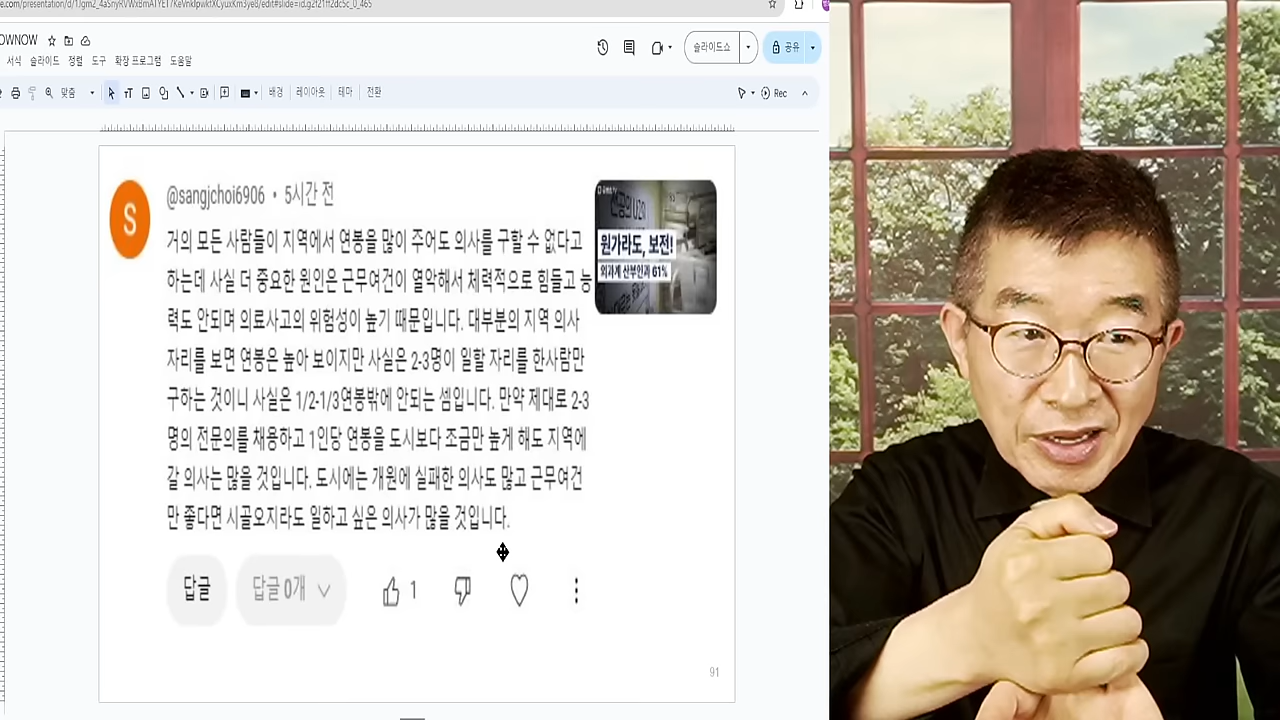 OWNOW
서식 슬라이드 정렬 도구 확장 프로그램 도움말
슬라이드쇼
공유
맞춤
배경 레이아웃 테마 전환
Rec
S
@sangjchoi6906 • 5시간 전
거의 모든 사람들이 지역에서 연봉을 많이 주어도 의사를 구할 수 없다고
하는데 사실 더 중요한 원인은 근무여건이 열악해서 체력적으로 힘들고 능
력도 안되며 의료사고의 위험성이 높기 때문입니다. 대부분의 지역 의사
자리를 보면 연봉은 높아 보이지만 사실은 2-3명이 일할 자리를 한사람만
구하는 것이니 사실은 1/2-1/3연봉밖에 안되는 셈입니다. 만약 제대로 2-3
명의 전문의를 채용하고 1인당 연봉을 도시보다 조금만 높게 해도 지역에
갈 의사는 많을 것입니다. 도시에는 개원에 실패한 의사도 많고 근무여건
만 좋다면 시골오지라도 일하고 싶은 의사가 많을 것입니다.
원가라도, 보전!
외과계 산부인과 61%
답글
답글 0개
1
91